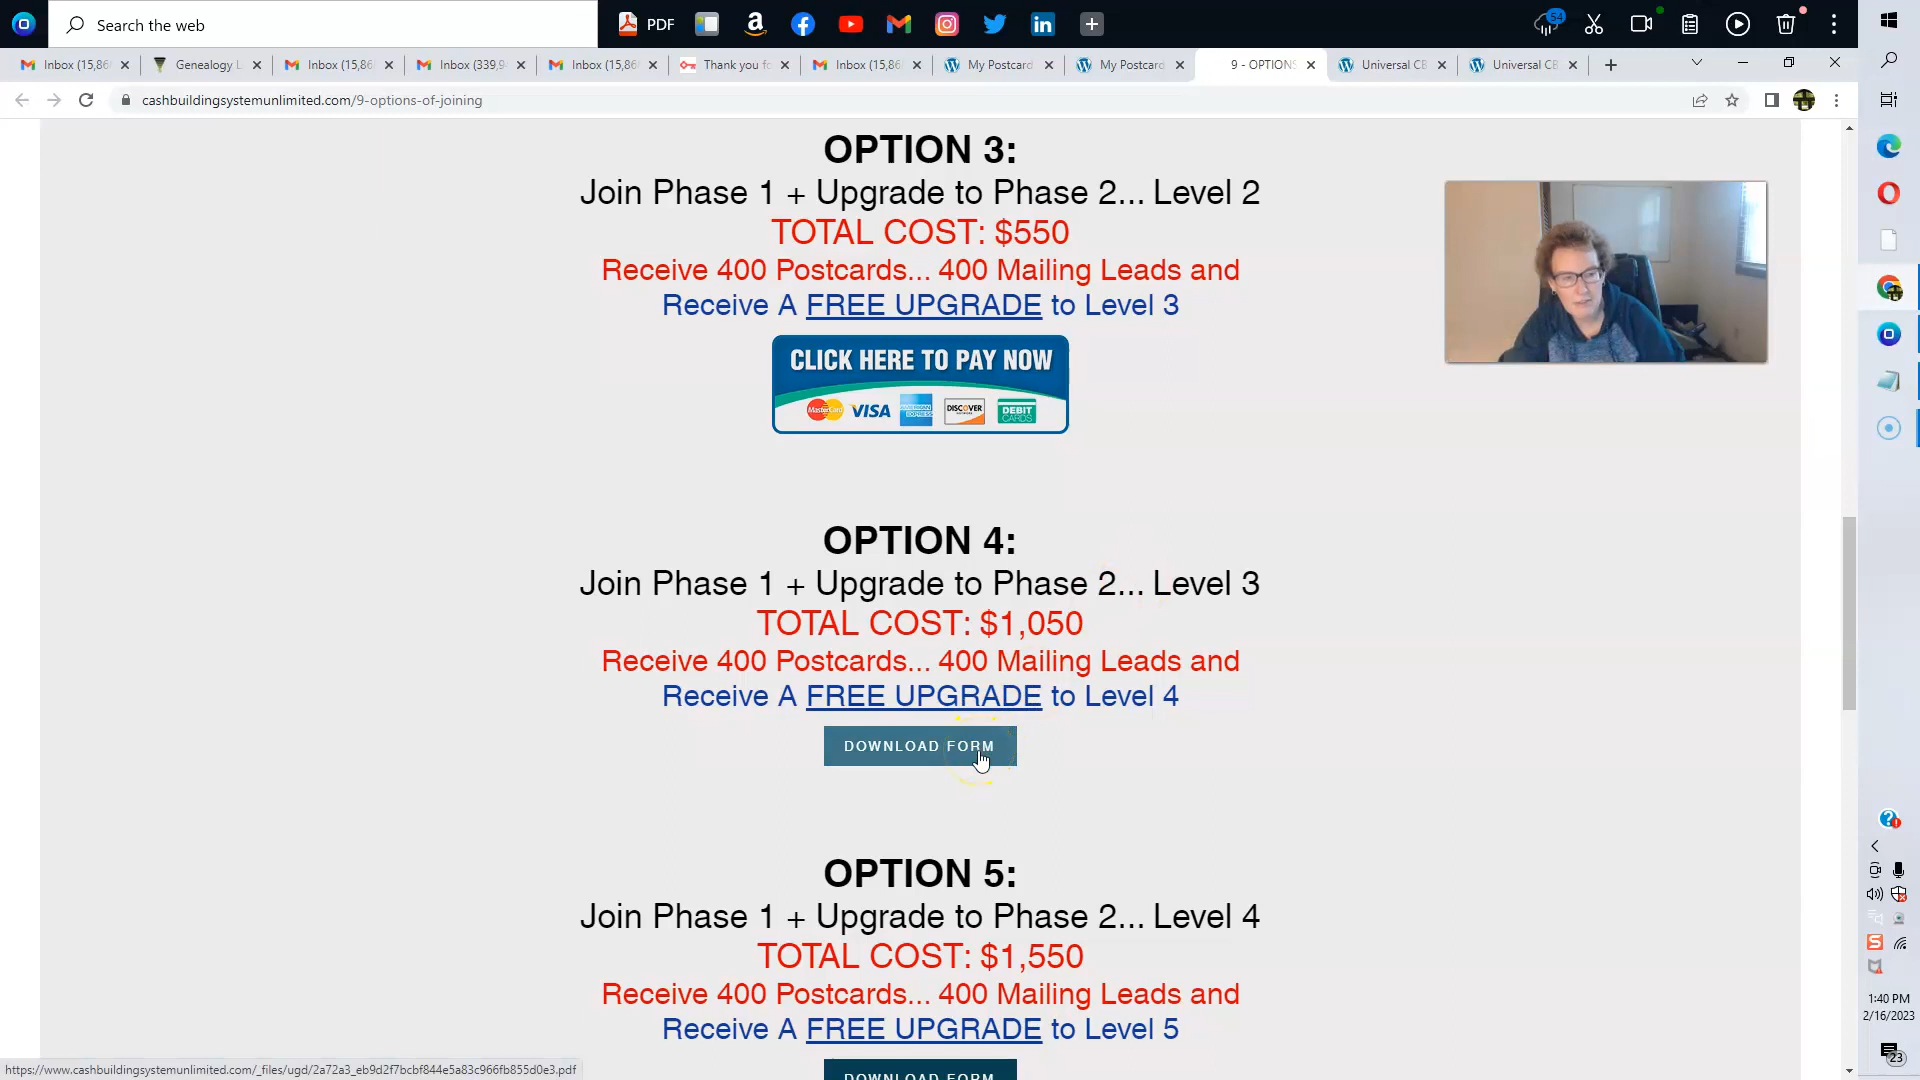 Search the web
PDF
54
Inbox (15,86
Genealogy L
Inbox (15,86
Inbox (339,9
Inbox (15,86
Thank you fo
Inbox (15,86
My Postcard
My Postcard
9 - OPTIONS
Universal CB
Universal CB
cashbuildingsystemunlimited.com/9-options-of-joining
OPTION 3:
Join Phase 1 + Upgrade to Phase 2... Level 2
TOTAL COST: $550
Receive 400 Postcards... 400 Mailing Leads and
Receive A FREE UPGRADE to Level 3
CLICK HERE TO PAY NOW
MasterCard VISA AMERICAN EXPRESS DISCOVER DEBIT CARDS
OPTION 4:
Join Phase 1 + Upgrade to Phase 2... Level 3
TOTAL COST: $1,050
Receive 400 Postcards... 400 Mailing Leads and
Receive A FREE UPGRADE to Level 4
DOWNLOAD FORM
OPTION 5:
Join Phase 1 + Upgrade to Phase 2... Level 4
TOTAL COST: $1,550
Receive 400 Postcards... 400 Mailing Leads and
Receive A FREE UPGRADE to Level 5
DOWNLOAD FORM
https://www.cashbuildingsystemunlimited.com/_files/ugd/2a72a3_eb9d2f7bcbf844e5a83c966fb855d0e3.pdf
1:40 PM
2/16/2023
23